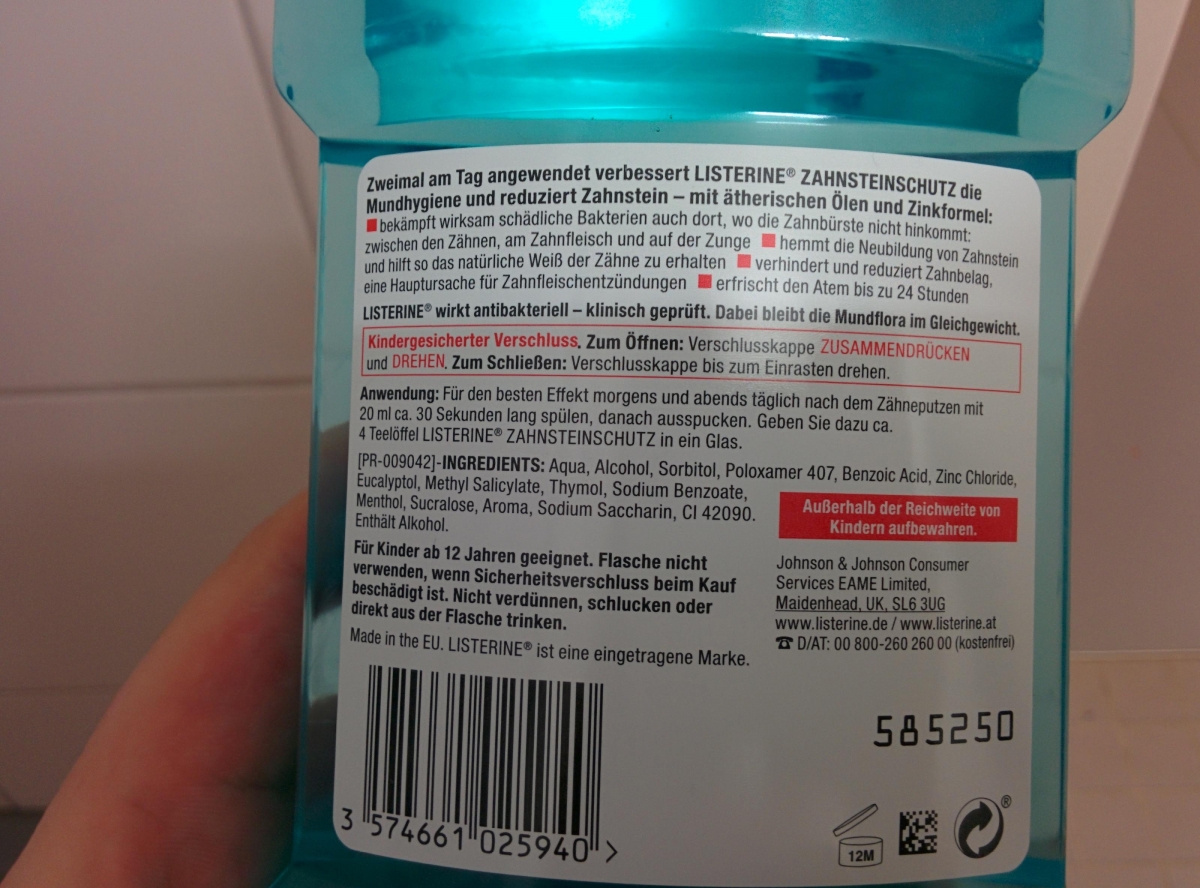 Zweimal am Tag angewendet verbessert LISTERINE® ZAHNSTEINSCHUTZ die
Mundhygiene und reduziert Zahnstein – mit ätherischen Ölen und Zinkformel:
■ bekämpft wirksam schädliche Bakterien auch dort, wo die Zahnbürste nicht hinkommt:
zwischen den Zähnen, am Zahnfleisch und auf der Zunge ■ hemmt die Neubildung von Zahnstein
und hilft so das natürliche Weiß der Zähne zu erhalten ■ verhindert und reduziert Zahnbelag,
eine Hauptursache für Zahnfleischentzündungen ■ erfrischt den Atem bis zu 24 Stunden
LISTERINE® wirkt antibakteriell – klinisch geprüft. Dabei bleibt die Mundflora im Gleichgewicht.
Kindergesicherter Verschluss. Zum Öffnen: Verschlusskappe ZUSAMMENDRÜCKEN
und DREHEN. Zum Schließen: Verschlusskappe bis zum Einrasten drehen.
Anwendung: Für den besten Effekt morgens und abends täglich nach dem Zähneputzen mit
20 ml ca. 30 Sekunden lang spülen, danach ausspucken. Geben Sie dazu ca.
4 Teelöffel LISTERINE® ZAHNSTEINSCHUTZ in ein Glas.
[PR-009042]-INGREDIENTS: Aqua, Alcohol, Sorbitol, Poloxamer 407, Benzoic Acid, Zinc Chloride,
Eucalyptol, Methyl Salicylate, Thymol, Sodium Benzoate,
Menthol, Sucralose, Aroma, Sodium Saccharin, CI 42090.
Enthält Alkohol.
Außerhalb der Reichweite von
Kindern aufbewahren.
Für Kinder ab 12 Jahren geeignet. Flasche nicht
verwenden, wenn Sicherheitsverschluss beim Kauf
beschädigt ist. Nicht verdünnen, schlucken oder
direkt aus der Flasche trinken.
Made in the EU. LISTERINE® ist eine eingetragene Marke.
Johnson & Johnson Consumer
Services EAME Limited,
Maidenhead, UK, SL6 3UG
www.listerine.de / www.listerine.at
☎ D/AT: 00 800-260 260 00 (kostenfrei)
585250
3 574661 025940 >
12M
®